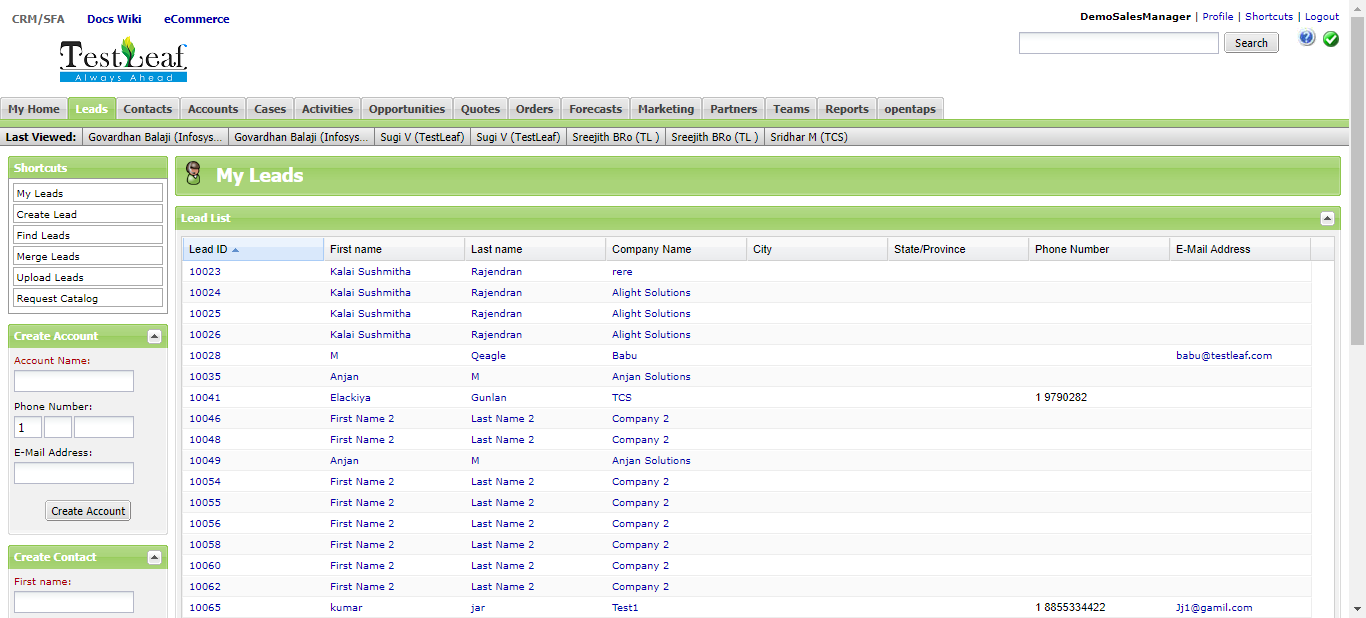 CRM/SFA Docs Wiki eCommerce
DemoSalesManager | Profile | Shortcuts | Logout
TestLeaf
Always Ahead
Search
My Home Leads Contacts Accounts Cases Activities Opportunities Quotes Orders Forecasts Marketing Partners Teams Reports opentaps
Last Viewed: Govardhan Balaji (Infosys... Govardhan Balaji (Infosys... Sugi V (TestLeaf) Sugi V (TestLeaf) Sreejith BRo (TL ) Sreejith BRo (TL ) Sridhar M (TCS)
Shortcuts
My Leads
Create Lead
Find Leads
Merge Leads
Upload Leads
Request Catalog
Create Account
Account Name:
Phone Number:
1
E-Mail Address:
Create Account
Create Contact
First name:
My Leads
Lead List
Lead ID First name Last name Company Name City State/Province Phone Number E-Mail Address
10023 Kalai Sushmitha Rajendran rere
10024 Kalai Sushmitha Rajendran Alight Solutions
10025 Kalai Sushmitha Rajendran Alight Solutions
10026 Kalai Sushmitha Rajendran Alight Solutions
10028 M Qeagle Babu babu@testleaf.com
10035 Anjan M Anjan Solutions
10041 Elackiya Gunlan TCS 1 9790282
10046 First Name 2 Last Name 2 Company 2
10048 First Name 2 Last Name 2 Company 2
10049 Anjan M Anjan Solutions
10054 First Name 2 Last Name 2 Company 2
10055 First Name 2 Last Name 2 Company 2
10056 First Name 2 Last Name 2 Company 2
10058 First Name 2 Last Name 2 Company 2
10060 First Name 2 Last Name 2 Company 2
10062 First Name 2 Last Name 2 Company 2
10065 kumar jar Test1 1 8855334422 Jj1@gamil.com